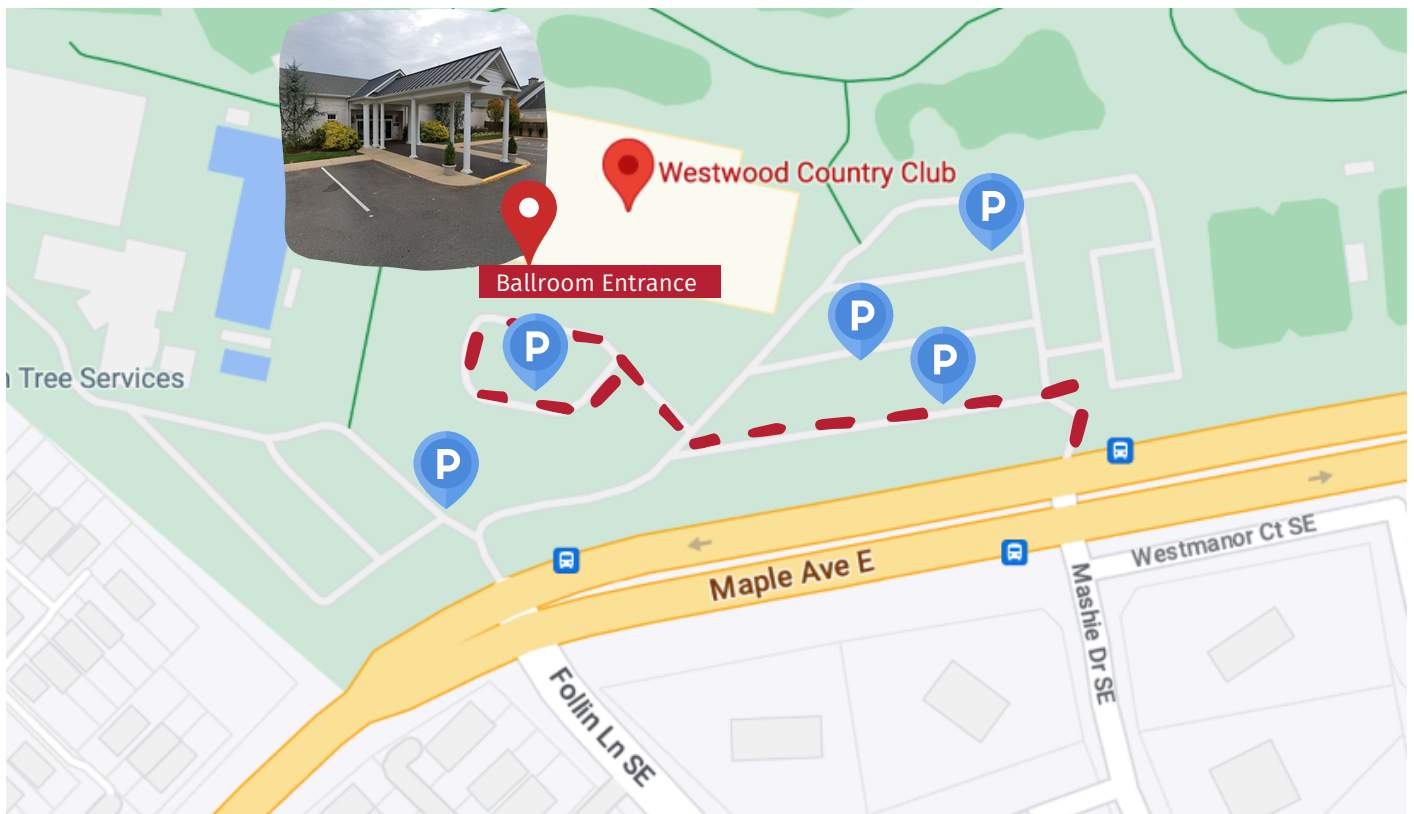 Westwood Country Club
P
Ballroom Entrance
P
P
P
Tree Services
P
Westmanor Ct SE
Maple Ave E
Mashie Dr SE
Follin Ln SE